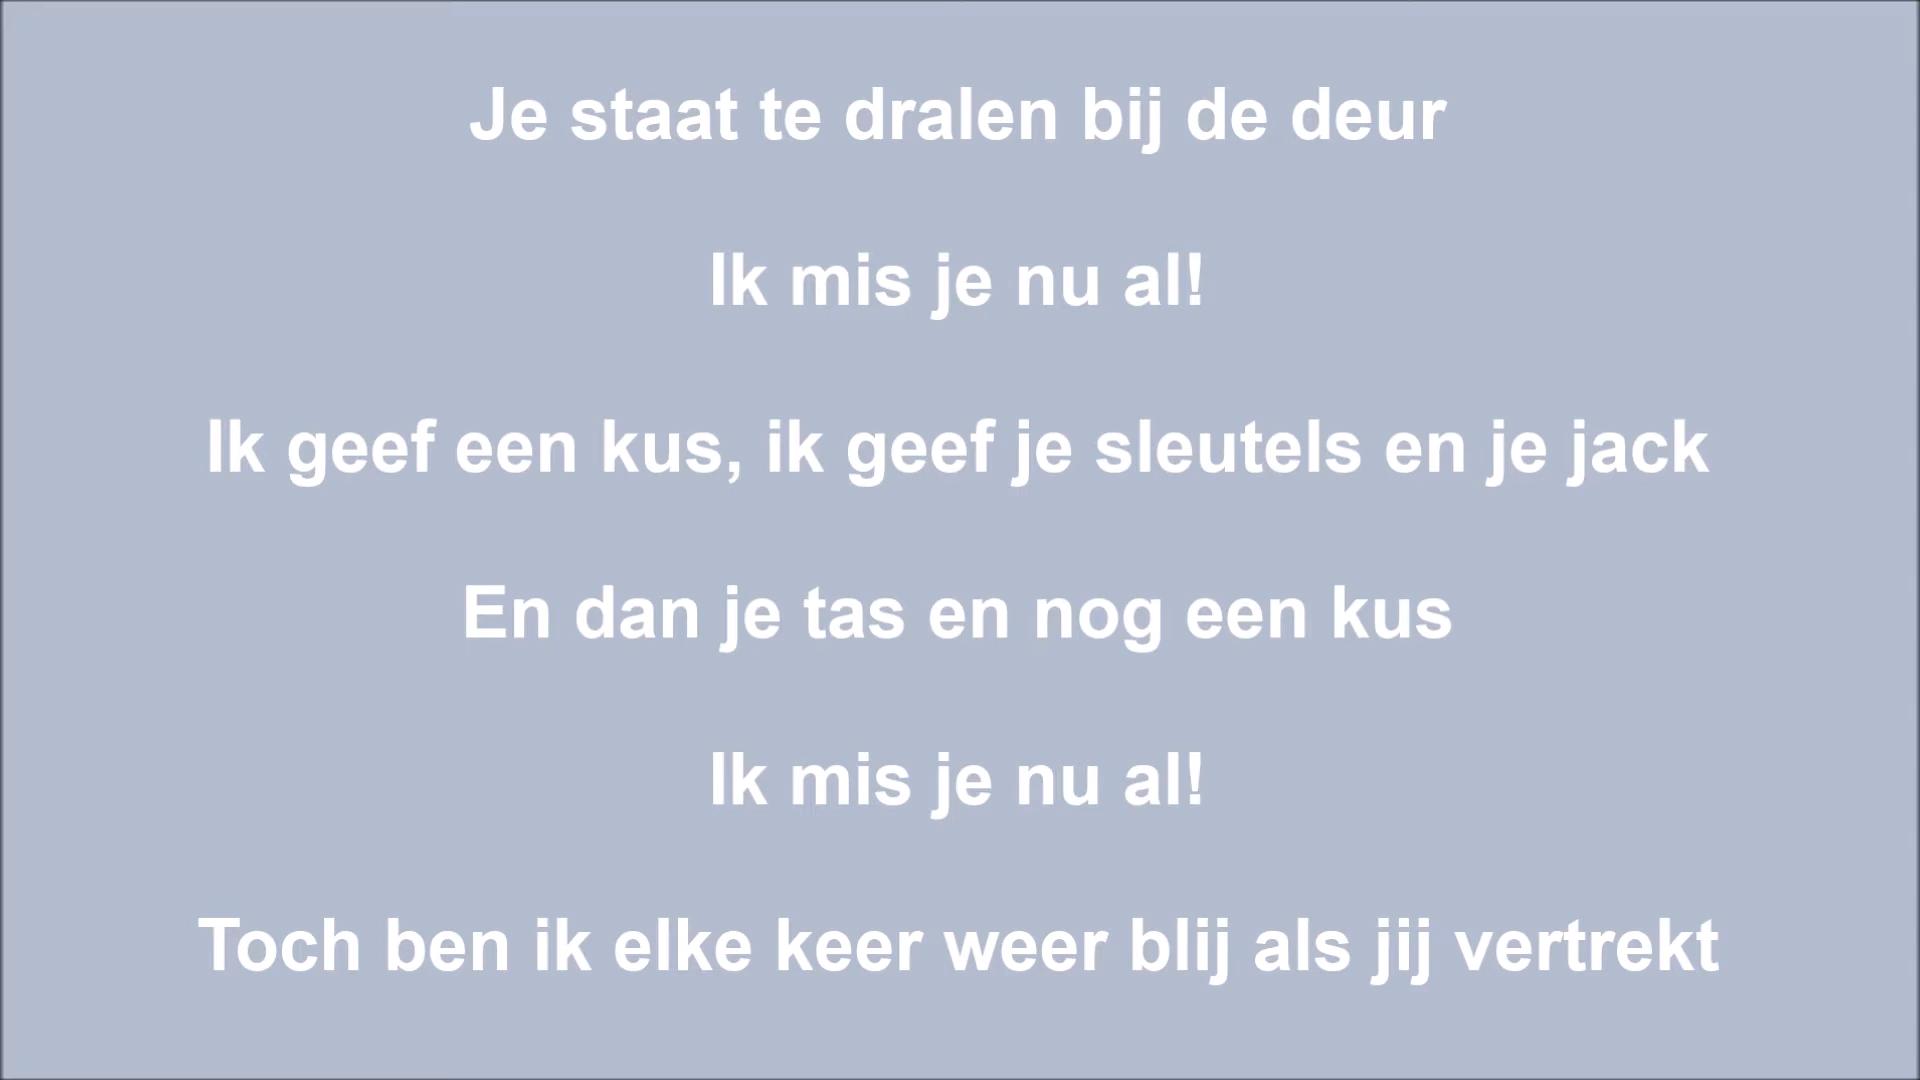 Je staat te dralen bij de deur
Ik mis je nu al!
Ik geef een kus, ik geef je sleutels en je jack
En dan je tas en nog een kus
Ik mis je nu al!
Toch ben ik elke keer weer blij als jij vertrekt